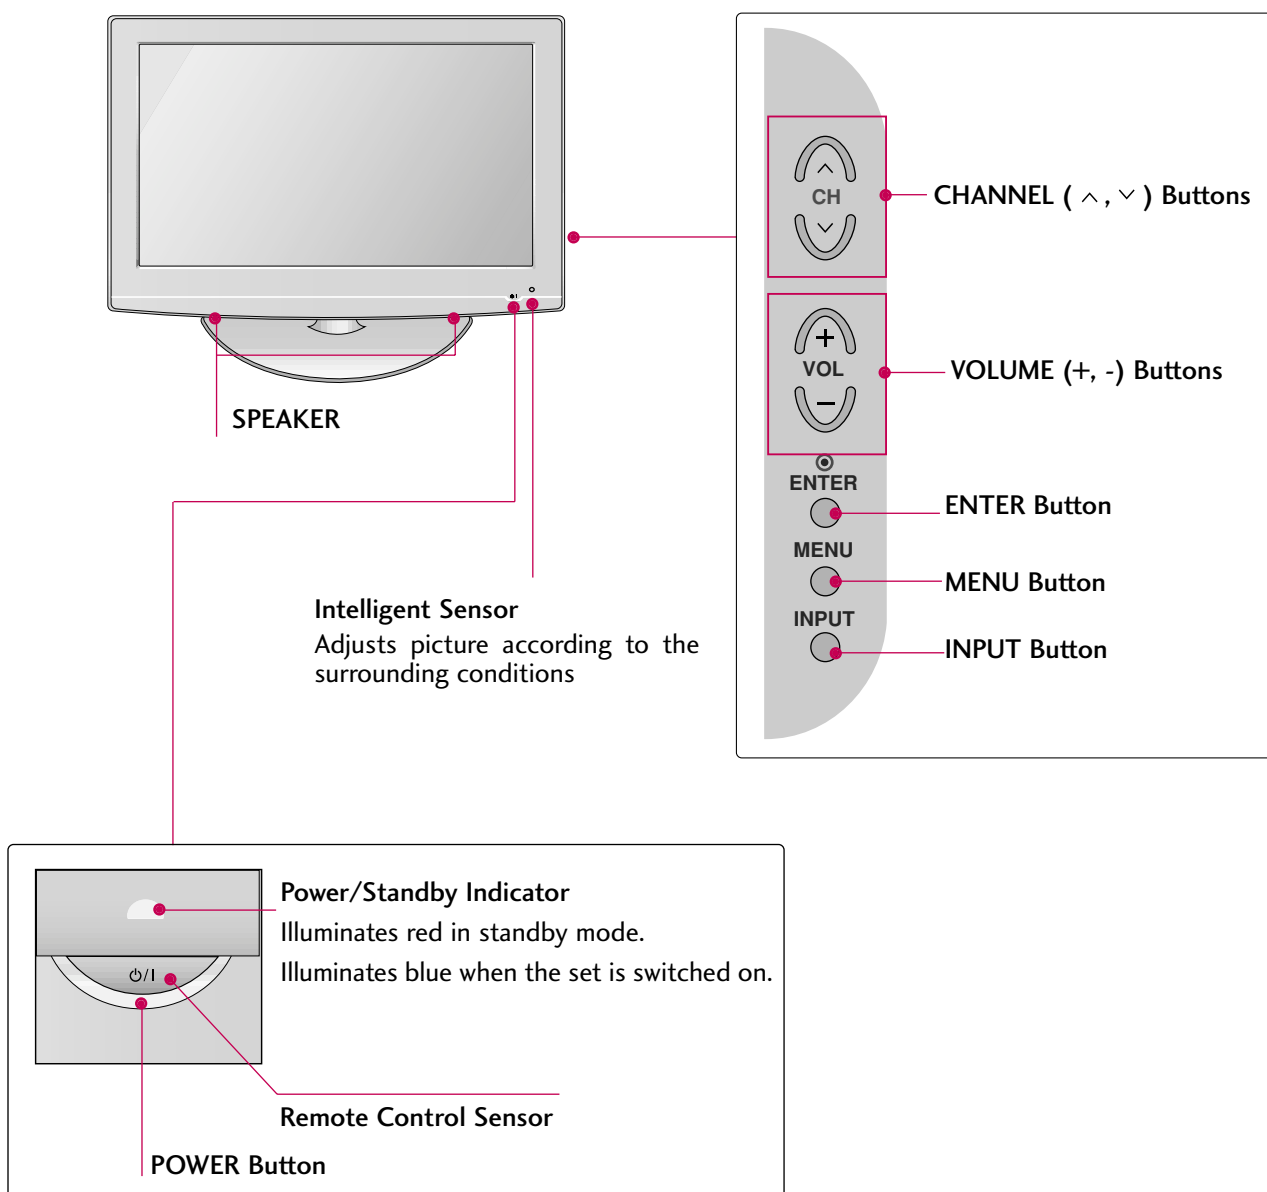 CH
CHANNEL ( ^ , ˅ ) Buttons
+
VOL
−
VOLUME (+, -) Buttons
SPEAKER
ENTER
ENTER Button
MENU
MENU Button
INPUT
INPUT Button
Intelligent Sensor
Adjusts picture according to the
surrounding conditions
Power/Standby Indicator
Illuminates red in standby mode.
Illuminates blue when the set is switched on.
⏻/I
Remote Control Sensor
POWER Button